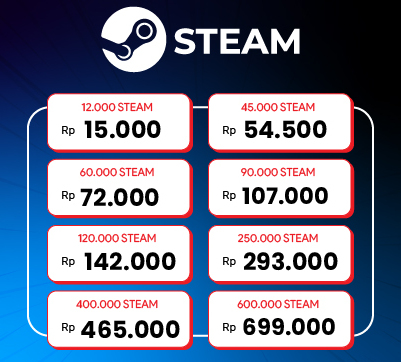 STEAM
12.000 STEAM
Rp 15.000
45.000 STEAM
Rp 54.500
60.000 STEAM
Rp 72.000
90.000 STEAM
Rp 107.000
120.000 STEAM
Rp 142.000
250.000 STEAM
Rp 293.000
400.000 STEAM
Rp 465.000
600.000 STEAM
Rp 699.000